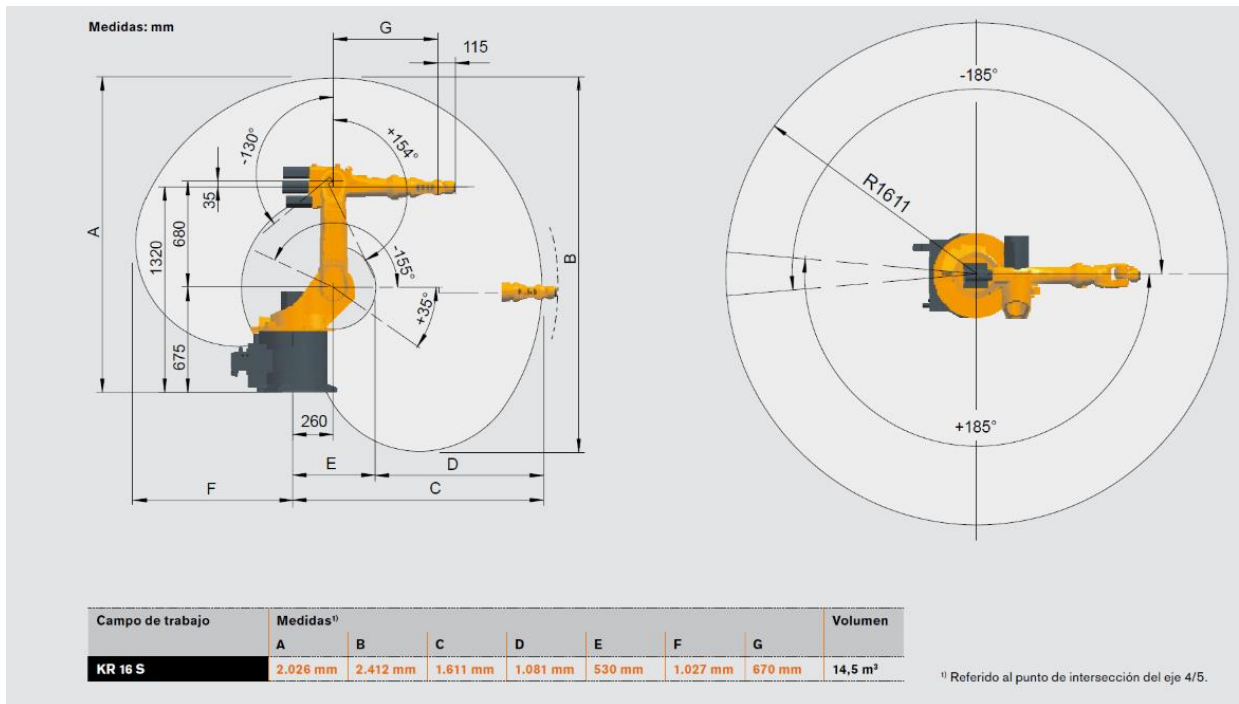 Medidas: mm
G
115
-185°
-130°
+154°
35
R1611
A
680
1320
-155°
B
+35°
675
260
+185°
E
D
F
C
Campo de trabajo Medidas¹⁾ Volumen
A B C D E F G
KR 16 S 2.026 mm 2.412 mm 1.611 mm 1.081 mm 530 mm 1.027 mm 670 mm 14,5 m³
¹⁾ Referido al punto de intersección del eje 4/5.